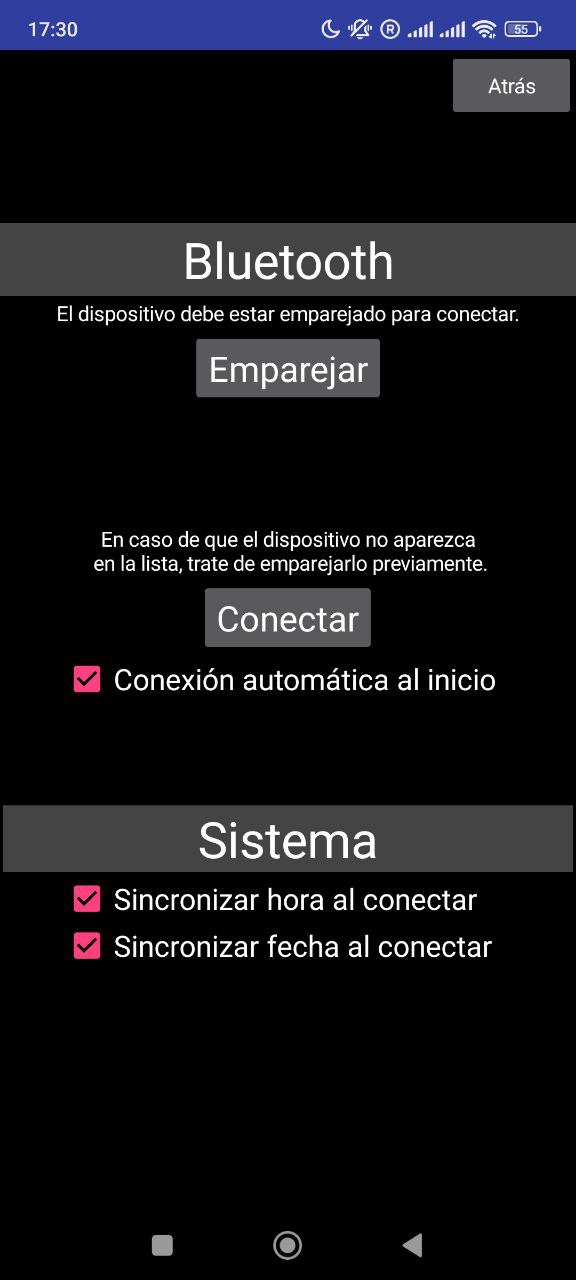 17:30
R
55
Atrás
Bluetooth
El dispositivo debe estar emparejado para conectar.
Emparejar
En caso de que el dispositivo no aparezca
en la lista, trate de emparejarlo previamente.
Conectar
Conexión automática al inicio
Sistema
Sincronizar hora al conectar
Sincronizar fecha al conectar